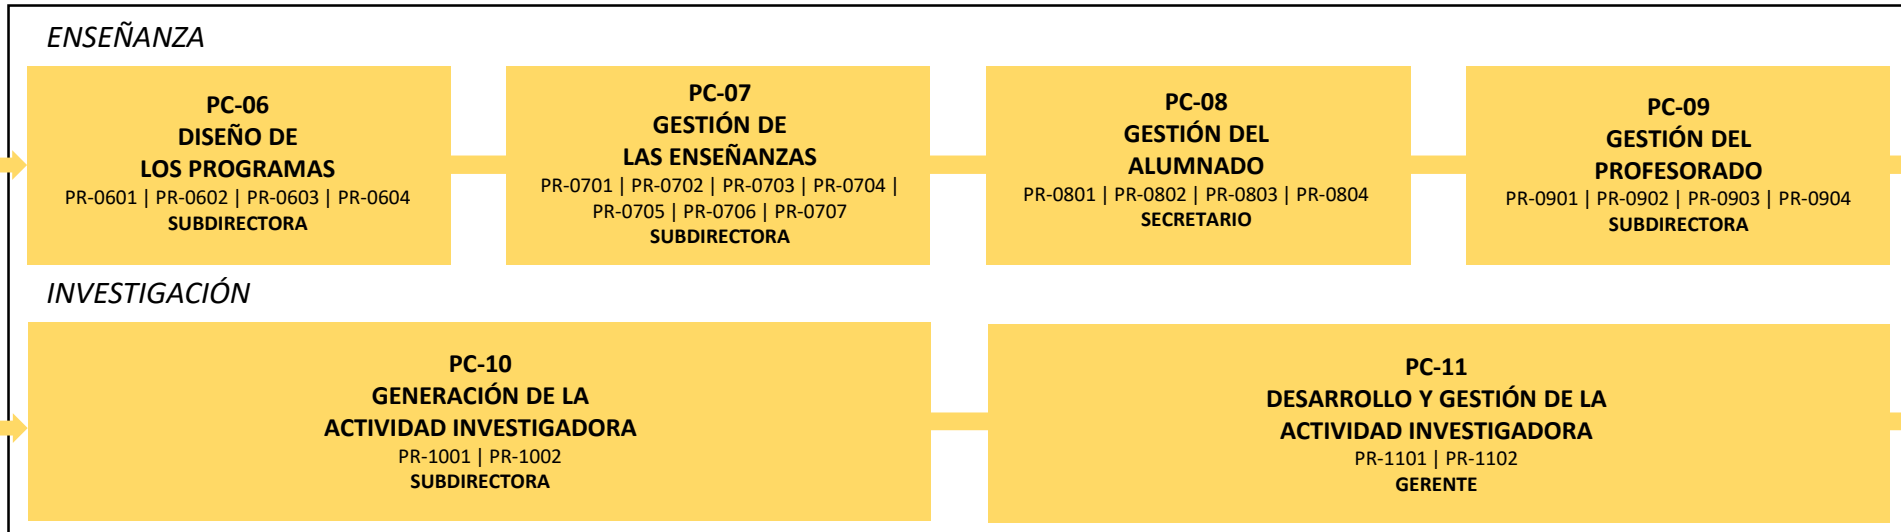 ENSEÑANZA
PC-06
DISEÑO DE
LOS PROGRAMAS
PR-0601 | PR-0602 | PR-0603 | PR-0604
SUBDIRECTORA
PC-07
GESTIÓN DE
LAS ENSEÑANZAS
PR-0701 | PR-0702 | PR-0703 | PR-0704 |
PR-0705 | PR-0706 | PR-0707
SUBDIRECTORA
PC-08
GESTIÓN DEL
ALUMNADO
PR-0801 | PR-0802 | PR-0803 | PR-0804
SECRETARIO
PC-09
GESTIÓN DEL
PROFESORADO
PR-0901 | PR-0902 | PR-0903 | PR-0904
SUBDIRECTORA
INVESTIGACIÓN
PC-10
GENERACIÓN DE LA
ACTIVIDAD INVESTIGADORA
PR-1001 | PR-1002
SUBDIRECTORA
PC-11
DESARROLLO Y GESTIÓN DE LA
ACTIVIDAD INVESTIGADORA
PR-1101 | PR-1102
GERENTE